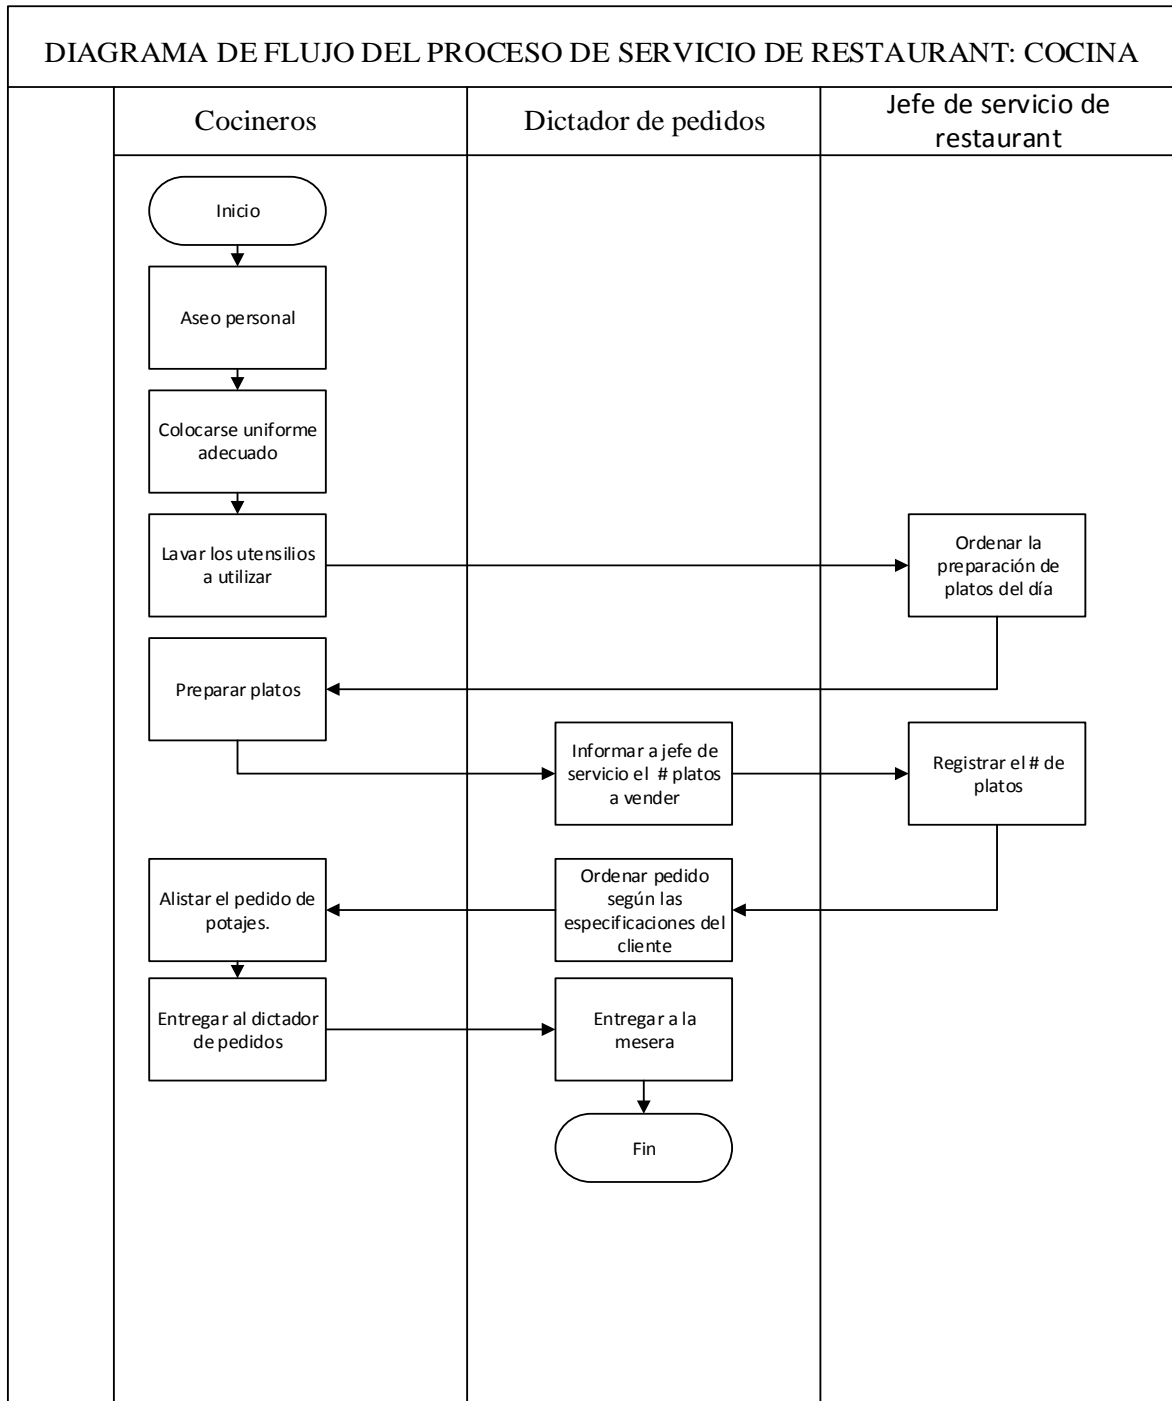 DIAGRAMA DE FLUJO DEL PROCESO DE SERVICIO DE RESTAURANT: COCINA
Cocineros
Dictador de pedidos
Jefe de servicio de
restaurant
Inicio
Aseo personal
Colocarse uniforme
adecuado
Lavar los utensilios
a utilizar
Ordenar la
preparación de
platos del día
Preparar platos
Informar a jefe de
servicio el # platos
a vender
Registrar el # de
platos
Ordenar pedido
según las
especificaciones del
cliente
Alistar el pedido de
potajes.
Entregar al dictador
de pedidos
Entregar a la
mesera
Fin